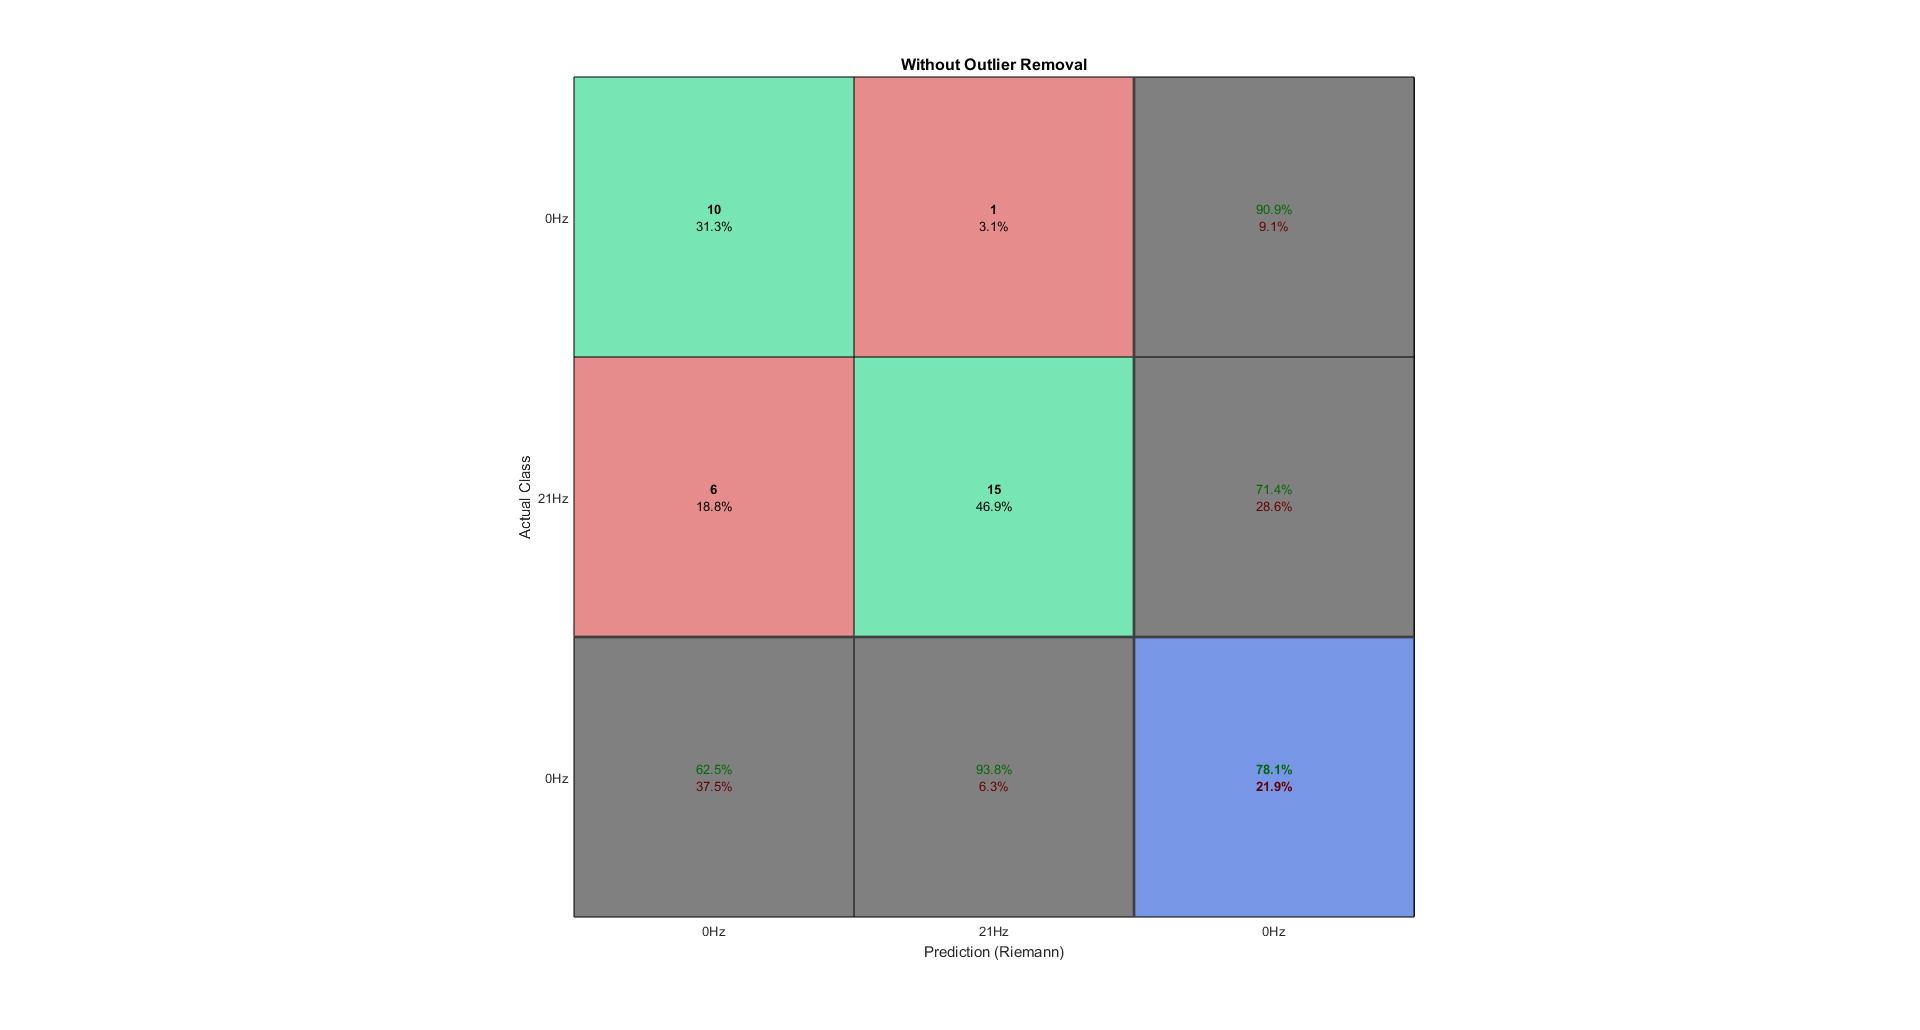 Without Outlier Removal
10
31.3%
1
3.1%
90.9%
9.1%
0Hz
6
18.8%
15
46.9%
71.4%
28.6%
21Hz
Actual Class
62.5%
37.5%
93.8%
6.3%
78.1%
21.9%
0Hz
0Hz
21Hz
0Hz
Prediction (Riemann)